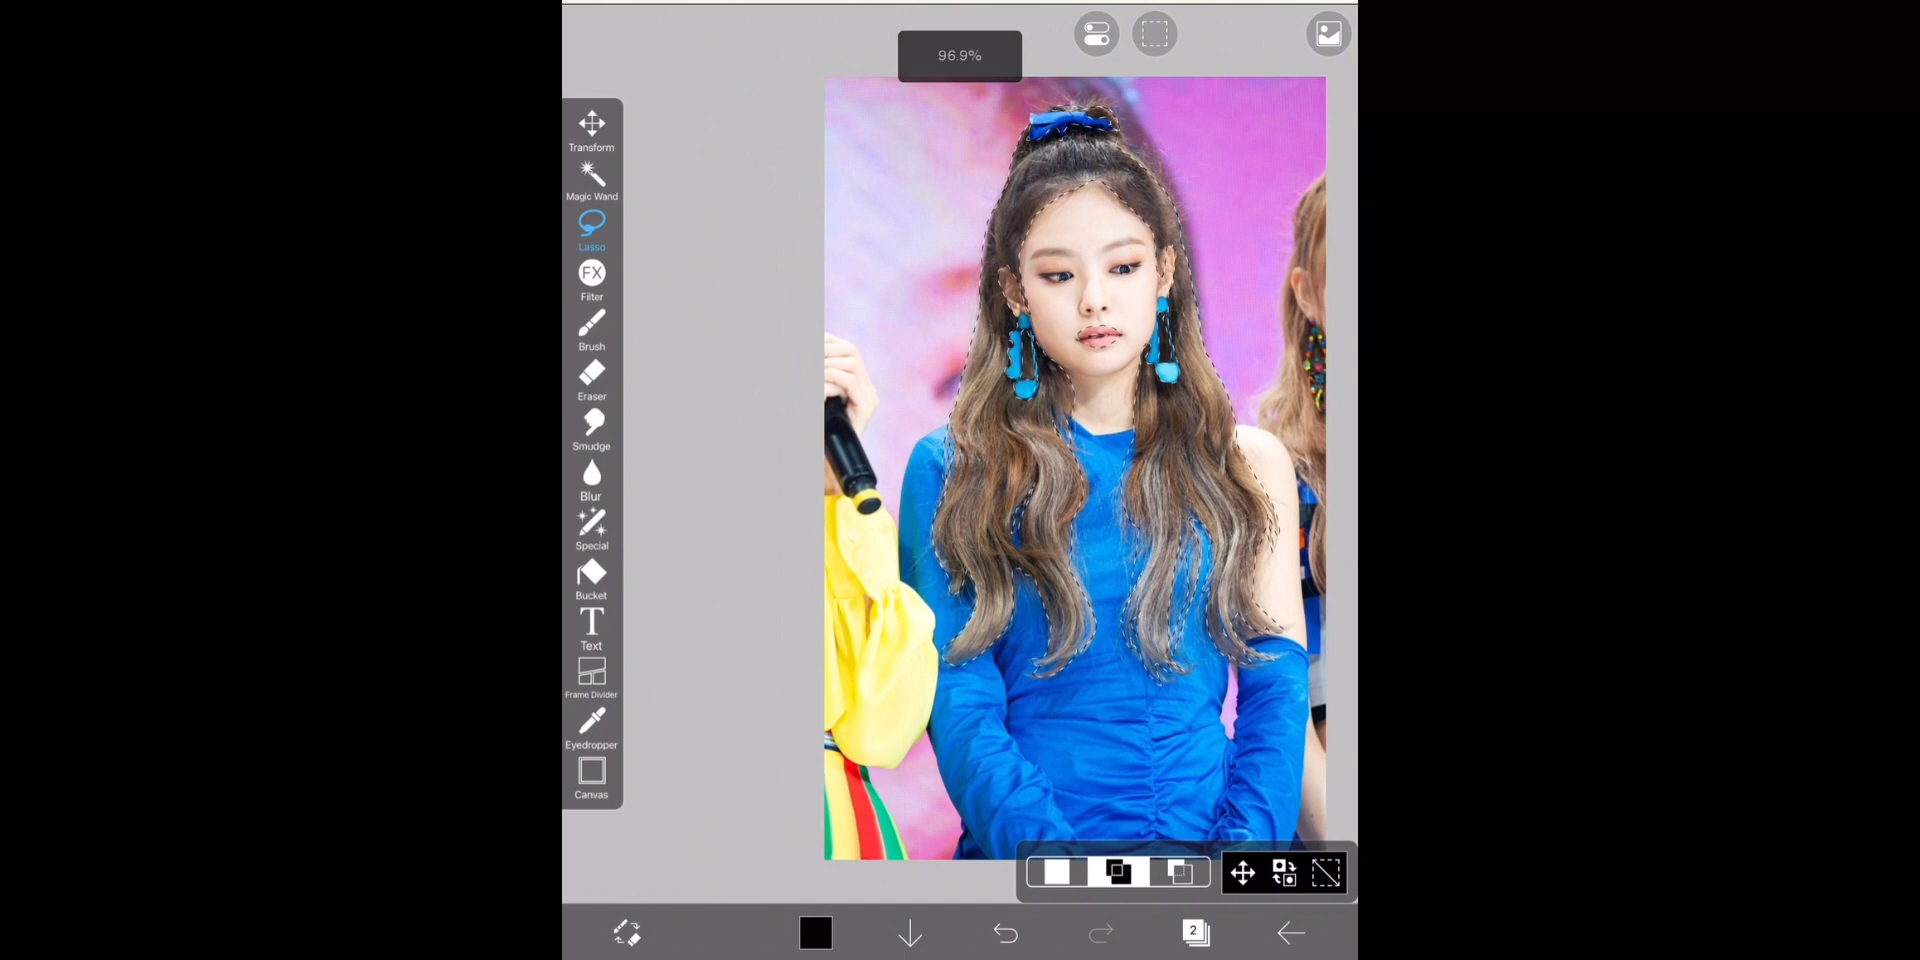 96.9%
Transform
Magic Wand
Lasso
FX
Filter
Brush
Eraser
Smudge
Blur
Special
Bucket
T
Text
Frame Divider
Eyedropper
Canvas
2